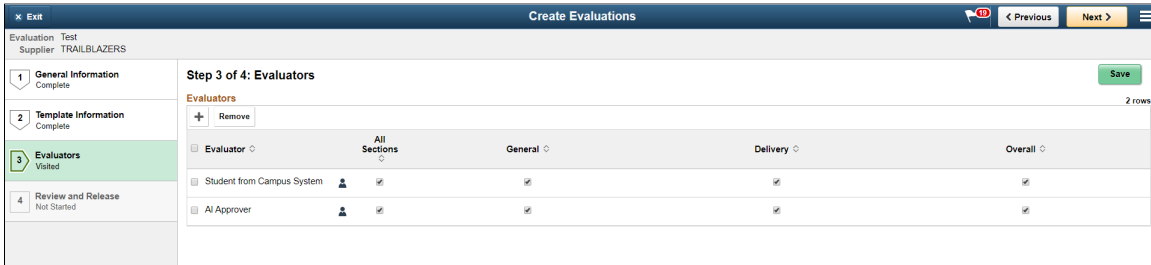 × Exit
Create Evaluations
19
Previous
Next
Evaluation Test
Supplier TRAILBLAZERS
1 General Information
Complete
2 Template Information
Complete
3 Evaluators
Visited
4 Review and Release
Not Started
Step 3 of 4: Evaluators
Save
Evaluators
2 rows
+ Remove
Evaluator
All
Sections
General
Delivery
Overall
Student from Campus System
AI Approver